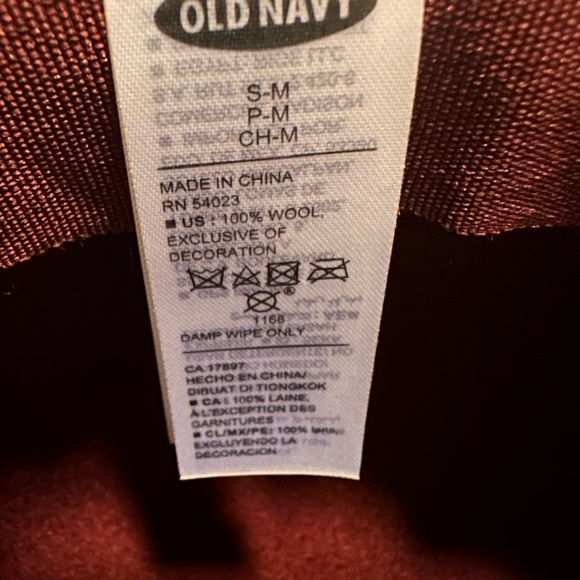 OLD NAVY
S-M
P-M
CH-M
MADE IN CHINA
RN 54023
■ US : 100% WOOL,
EXCLUSIVE OF
DECORATION
®
1166
DAMP WIPE ONLY
CA 17897
HECHO EN CHINA/
DIBUAT DI TIONGKOK
■ CA : 100% LAINE,
À L'EXCEPTION DES
GARNITURES
■ CL/MX/PE: 100% lana,
EXCLUYENDO LA
DECORACION